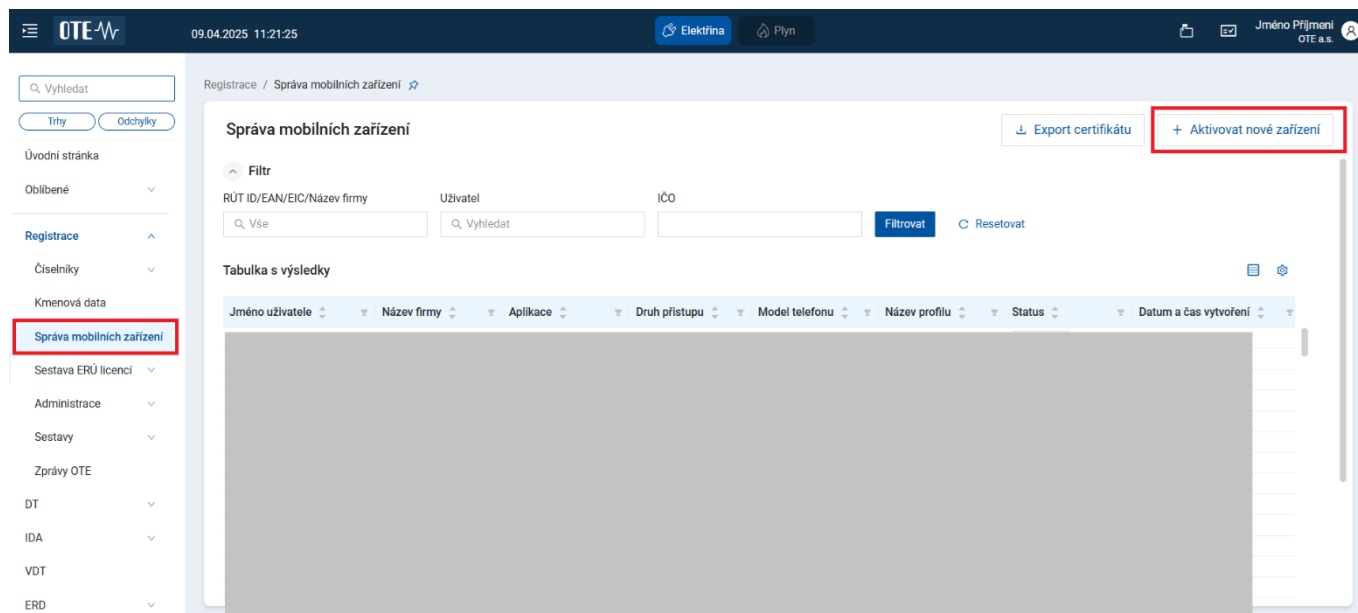 OTE
09.04.2025 11:21:25
Elektřina
Plyn
Jméno Příjmeni
OTE a.s.
Vyhledat
Trhy
Odchylky
Úvodní stránka
Oblíbené
Registrace
Číselníky
Kmenová data
Správa mobilních zařízení
Sestava ERÚ licencí
Administrace
Sestavy
Zprávy OTE
DT
IDA
VDT
ERD
Registrace / Správa mobilních zařízení
Správa mobilních zařízení
Export certifikátu
+ Aktivovat nové zařízení
Filtr
RÚT ID/EAN/EIC/Název firmy
Uživatel
IČO
Vše
Vyhledat
Filtrovat
Resetovat
Tabulka s výsledky
Jméno uživatele
Název firmy
Aplikace
Druh přístupu
Model telefonu
Název profilu
Status
Datum a čas vytvoření